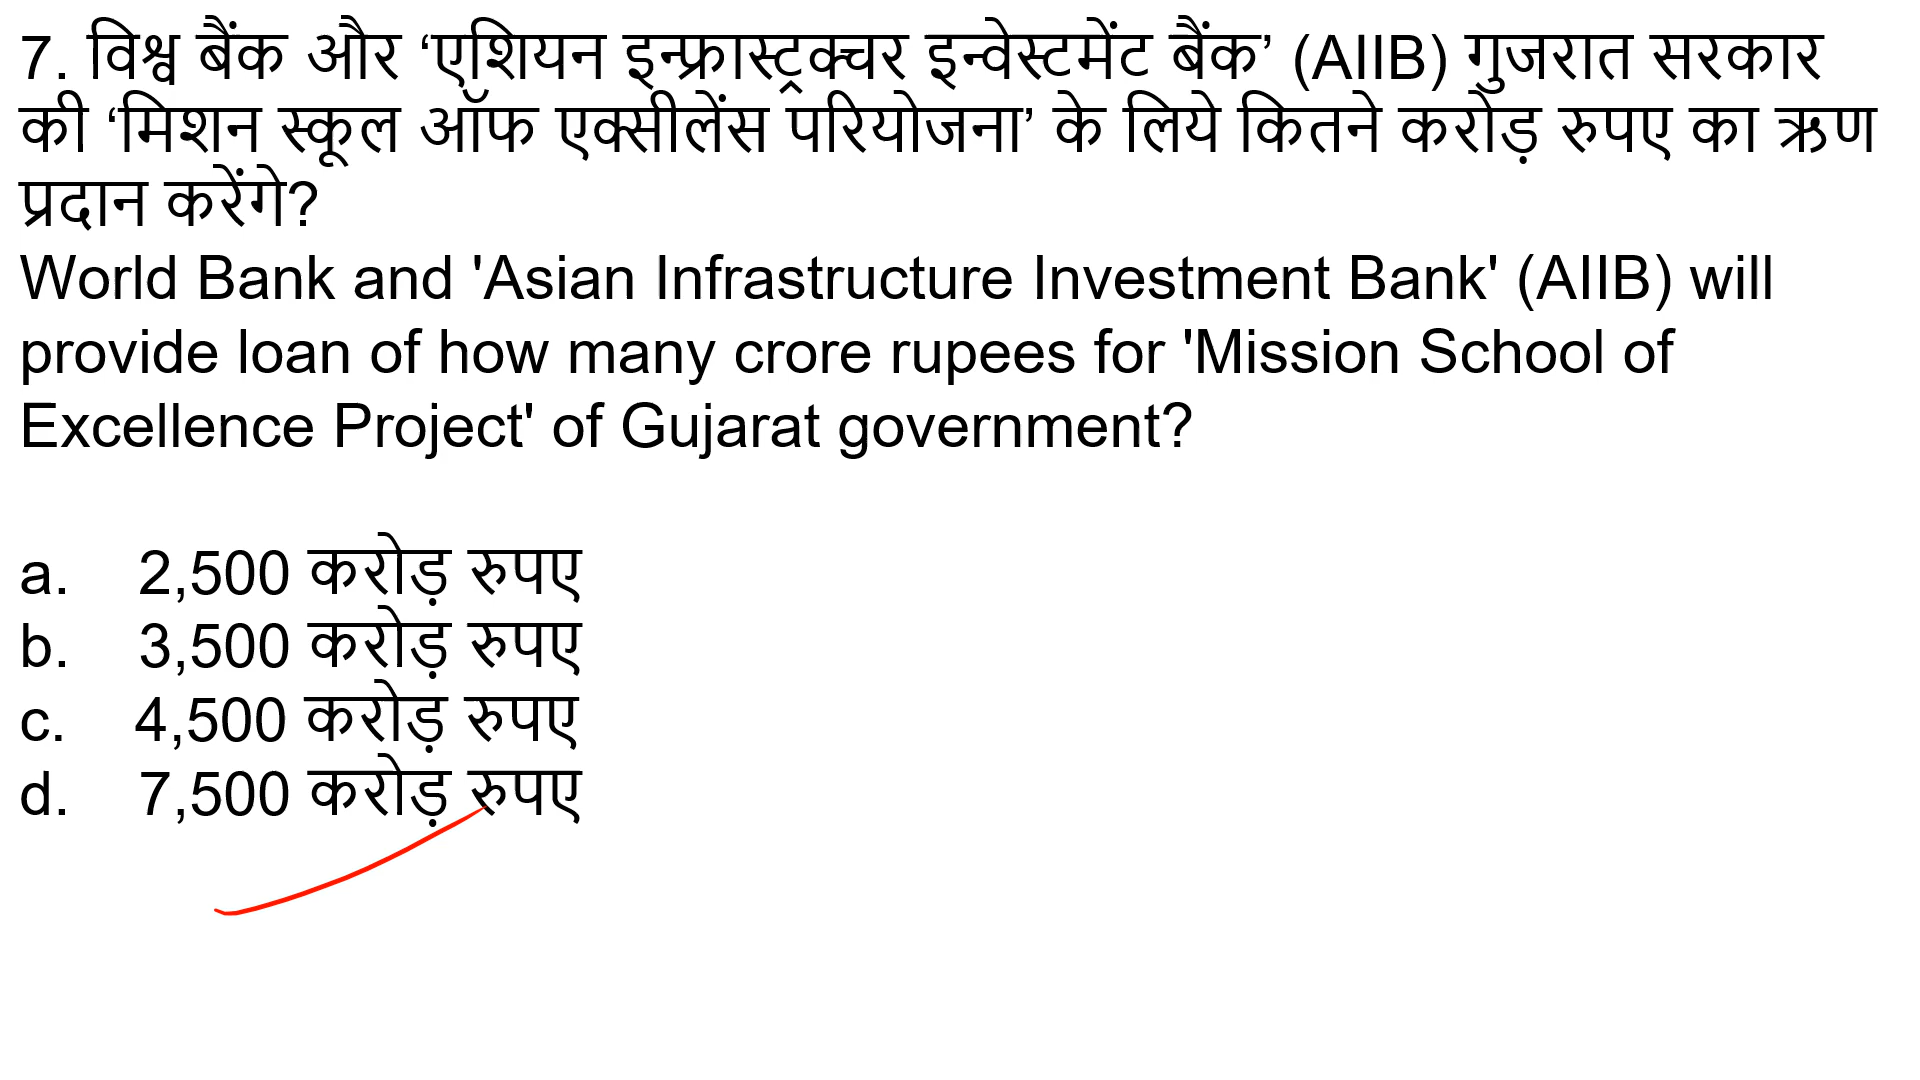 7. विश्व बैंक और ‘एशियन इन्फ्रास्ट्रक्चर इन्वेस्टमेंट बैंक’ (AIIB) गुजरात सरकार
की ‘मिशन स्कूल ऑफ एक्सीलेंस परियोजना’ के लिये कितने करोड़ रुपए का ऋण
प्रदान करेंगे?
World Bank and 'Asian Infrastructure Investment Bank' (AIIB) will
provide loan of how many crore rupees for 'Mission School of
Excellence Project' of Gujarat government?
a. 2,500 करोड़ रुपए
b. 3,500 करोड़ रुपए
c. 4,500 करोड़ रुपए
d. 7,500 करोड़ रुपए